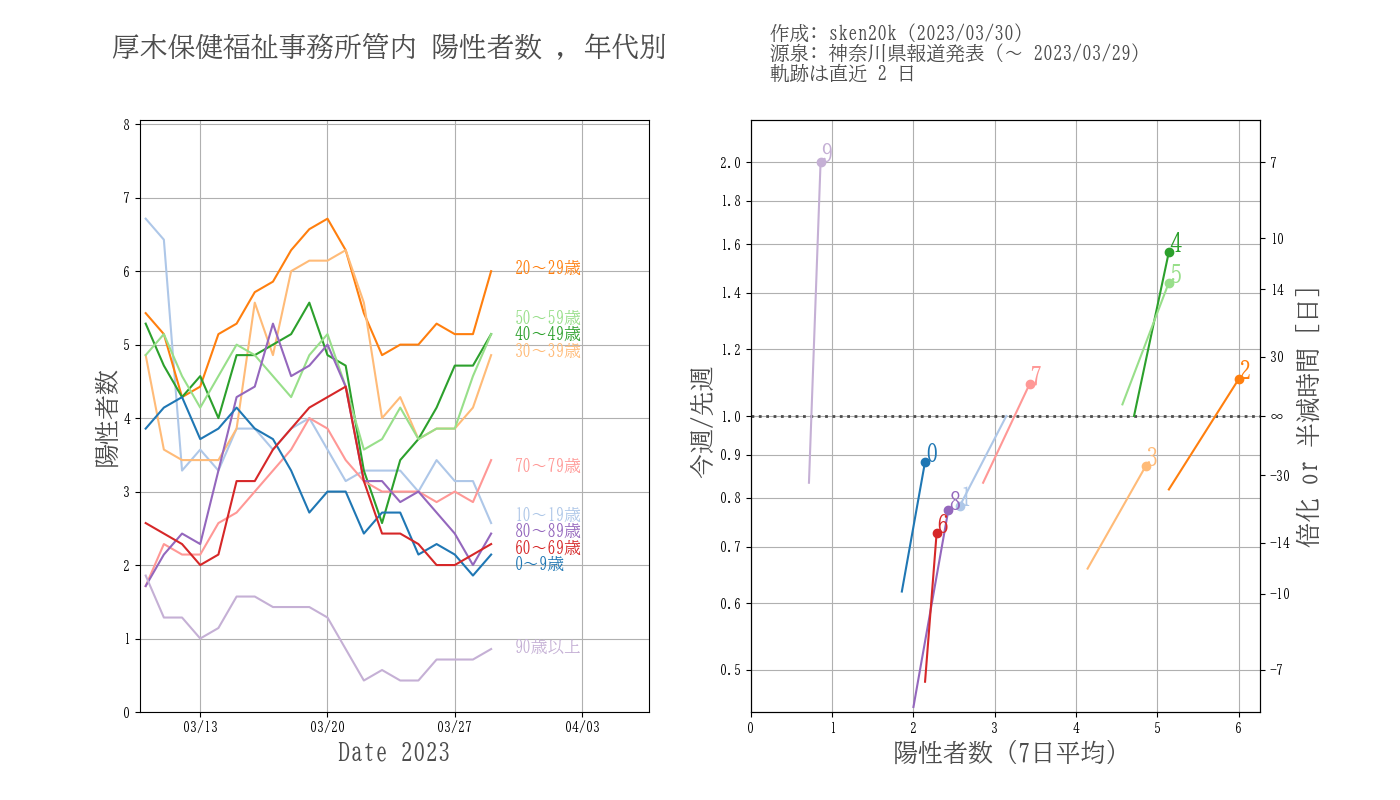 厚木保健福祉事務所管内 陽性者数 , 年代別
作成: sken20k (2023/03/30)
源泉: 神奈川県報道発表 (～ 2023/03/29)
軌跡は直近 2 日
陽性者数
8
7
6
5
4
3
2
1
0
20～29歳
50～59歳
40～49歳
30～39歳
70～79歳
10～19歳
80～89歳
60～69歳
0～9歳
90歳以上
03/13
03/20
03/27
04/03
Date 2023
今週/先週
2.0
1.8
1.6
1.4
1.2
1.0
0.9
0.8
0.7
0.6
0.5
9
4
5
7
2
0
3
8
1
6
0
1
2
3
4
5
6
陽性者数 (7日平均)
7
10
14
30
∞
−30
−14
−10
−7
倍化 or 半減時間 [日]